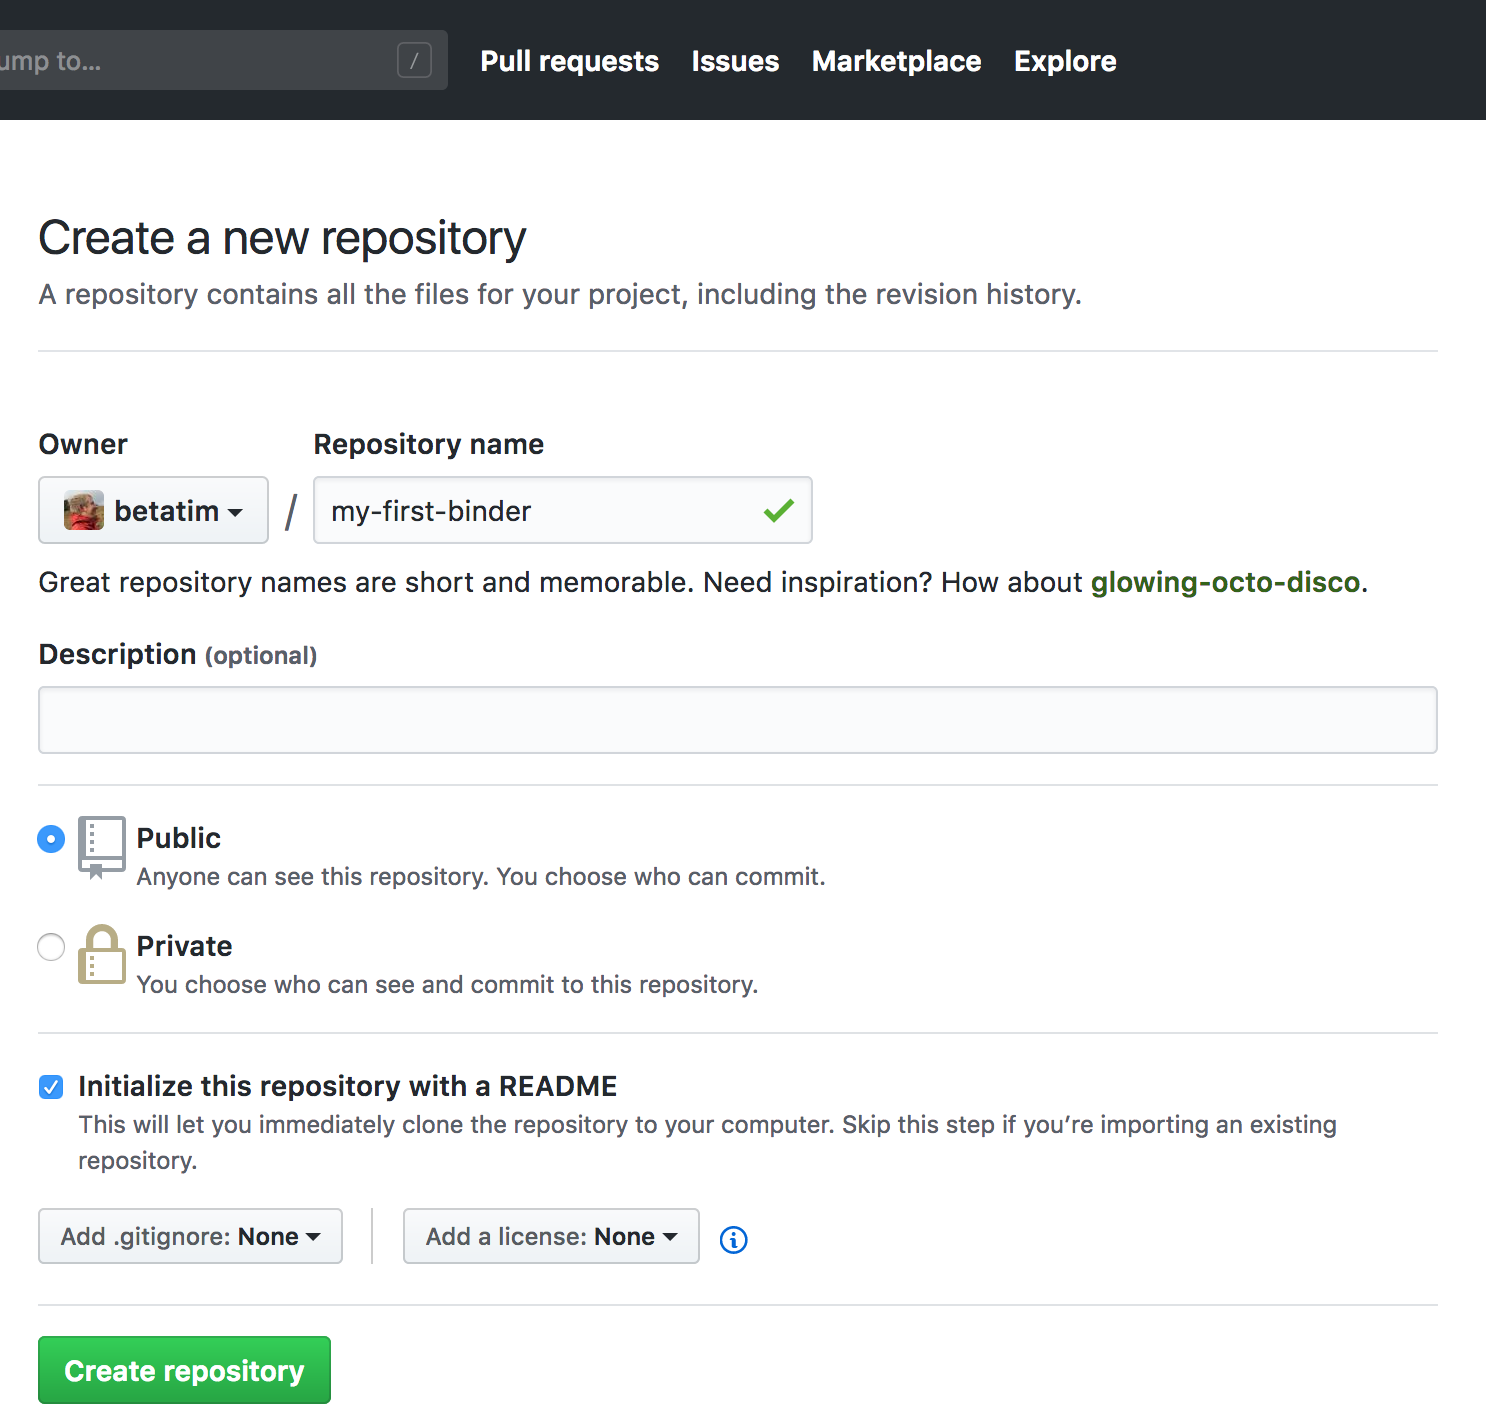 ump to...
/
Pull requests Issues Marketplace Explore
Create a new repository
A repository contains all the files for your project, including the revision history.
Owner Repository name
betatim / my-first-binder
Great repository names are short and memorable. Need inspiration? How about glowing-octo-disco.
Description (optional)
Public
Anyone can see this repository. You choose who can commit.
Private
You choose who can see and commit to this repository.
Initialize this repository with a README
This will let you immediately clone the repository to your computer. Skip this step if you’re importing an existing
repository.
Add .gitignore: None Add a license: None
Create repository